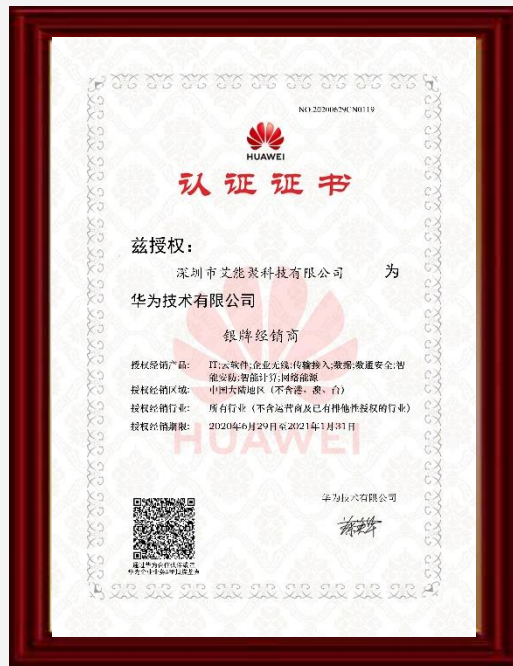 NO.20200629CN0119
HUAWEI
认证证书
兹授权：
深圳市艾能聚科技有限公司 为
华为技术有限公司
银牌经销商
授权经销产品： IT;云软件;企业无线;传输接入;数据;数通安全;智
能安防;智能计算;网络能源
授权经销区域： 中国大陆地区（不含港、澳、台）
授权经销行业： 所有行业（不含运营商及已有排他性授权的行业）
授权经销期限： 2020年6月29日至2021年1月31日
HUAWEI
华为技术有限公司